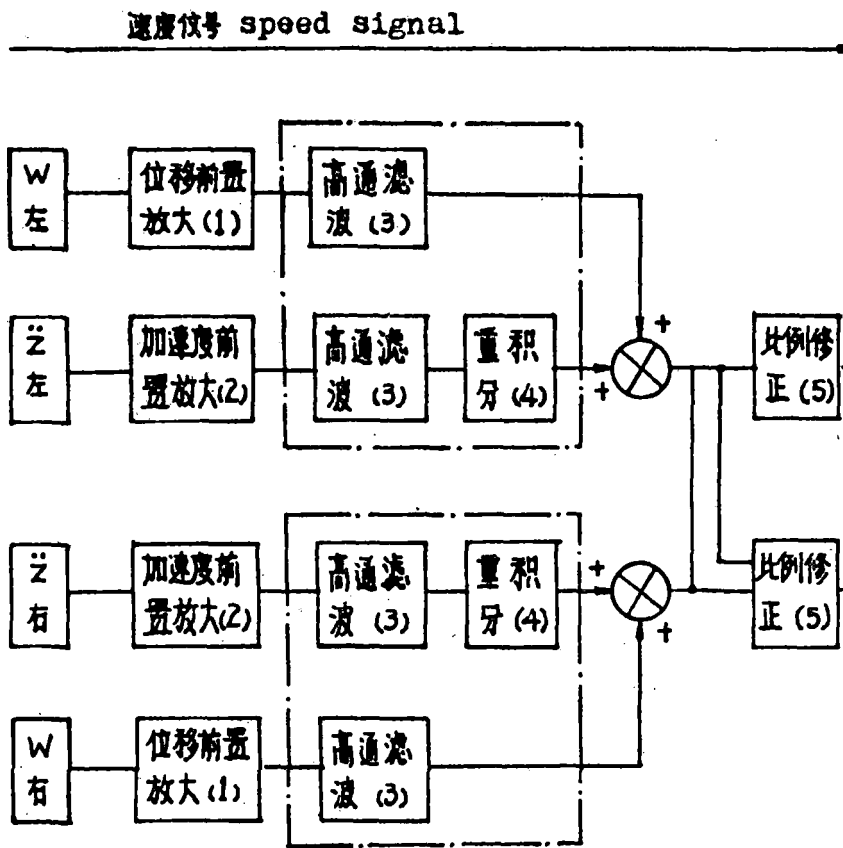 速度信号 speed signal
W
左
位移前置
放大(1)
高通滤
波 (3)
+
Z̈
左
加速度前
置放大(2)
高通滤
波 (3)
重积
分(4)
+
比例修
正(5)
Z̈
右
加速度前
置放大(2)
高通滤
波 (3)
重积
分(4)
+
比例修
正(5)
+
W
右
位移前置
放大(1)
高通滤
波 (3)